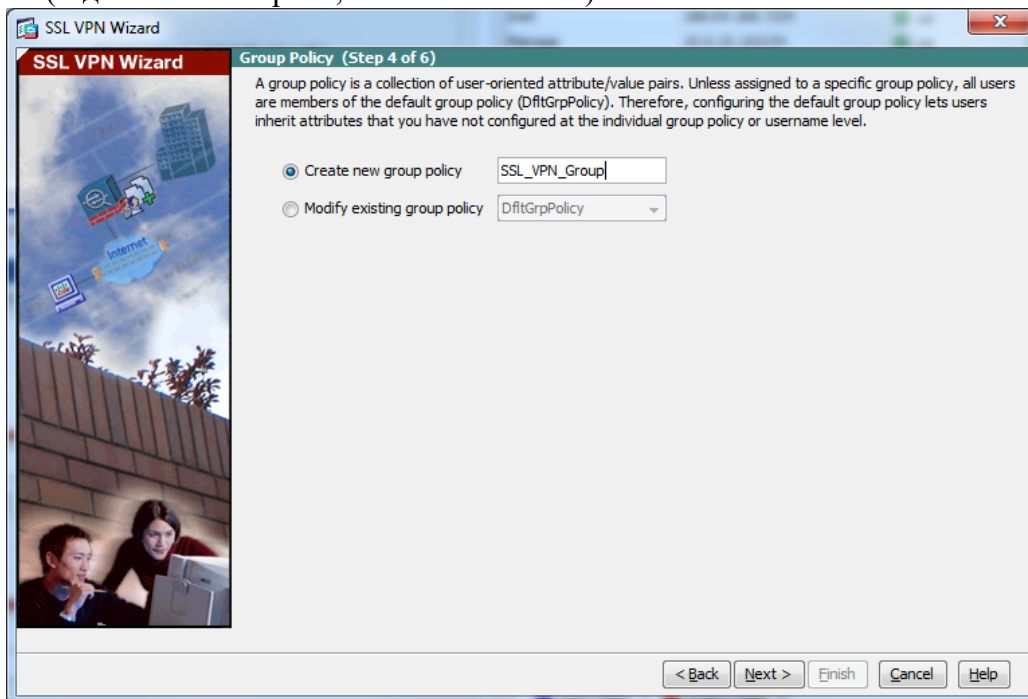 SSL VPN Wizard
SSL VPN Wizard
Group Policy (Step 4 of 6)
A group policy is a collection of user-oriented attribute/value pairs. Unless assigned to a specific group policy, all users
are members of the default group policy (DfltGrpPolicy). Therefore, configuring the default group policy lets users
inherit attributes that you have not configured at the individual group policy or username level.
Create new group policy SSL_VPN_Group
Modify existing group policy DfltGrpPolicy
Internet
< Back Next > Finish Cancel Help